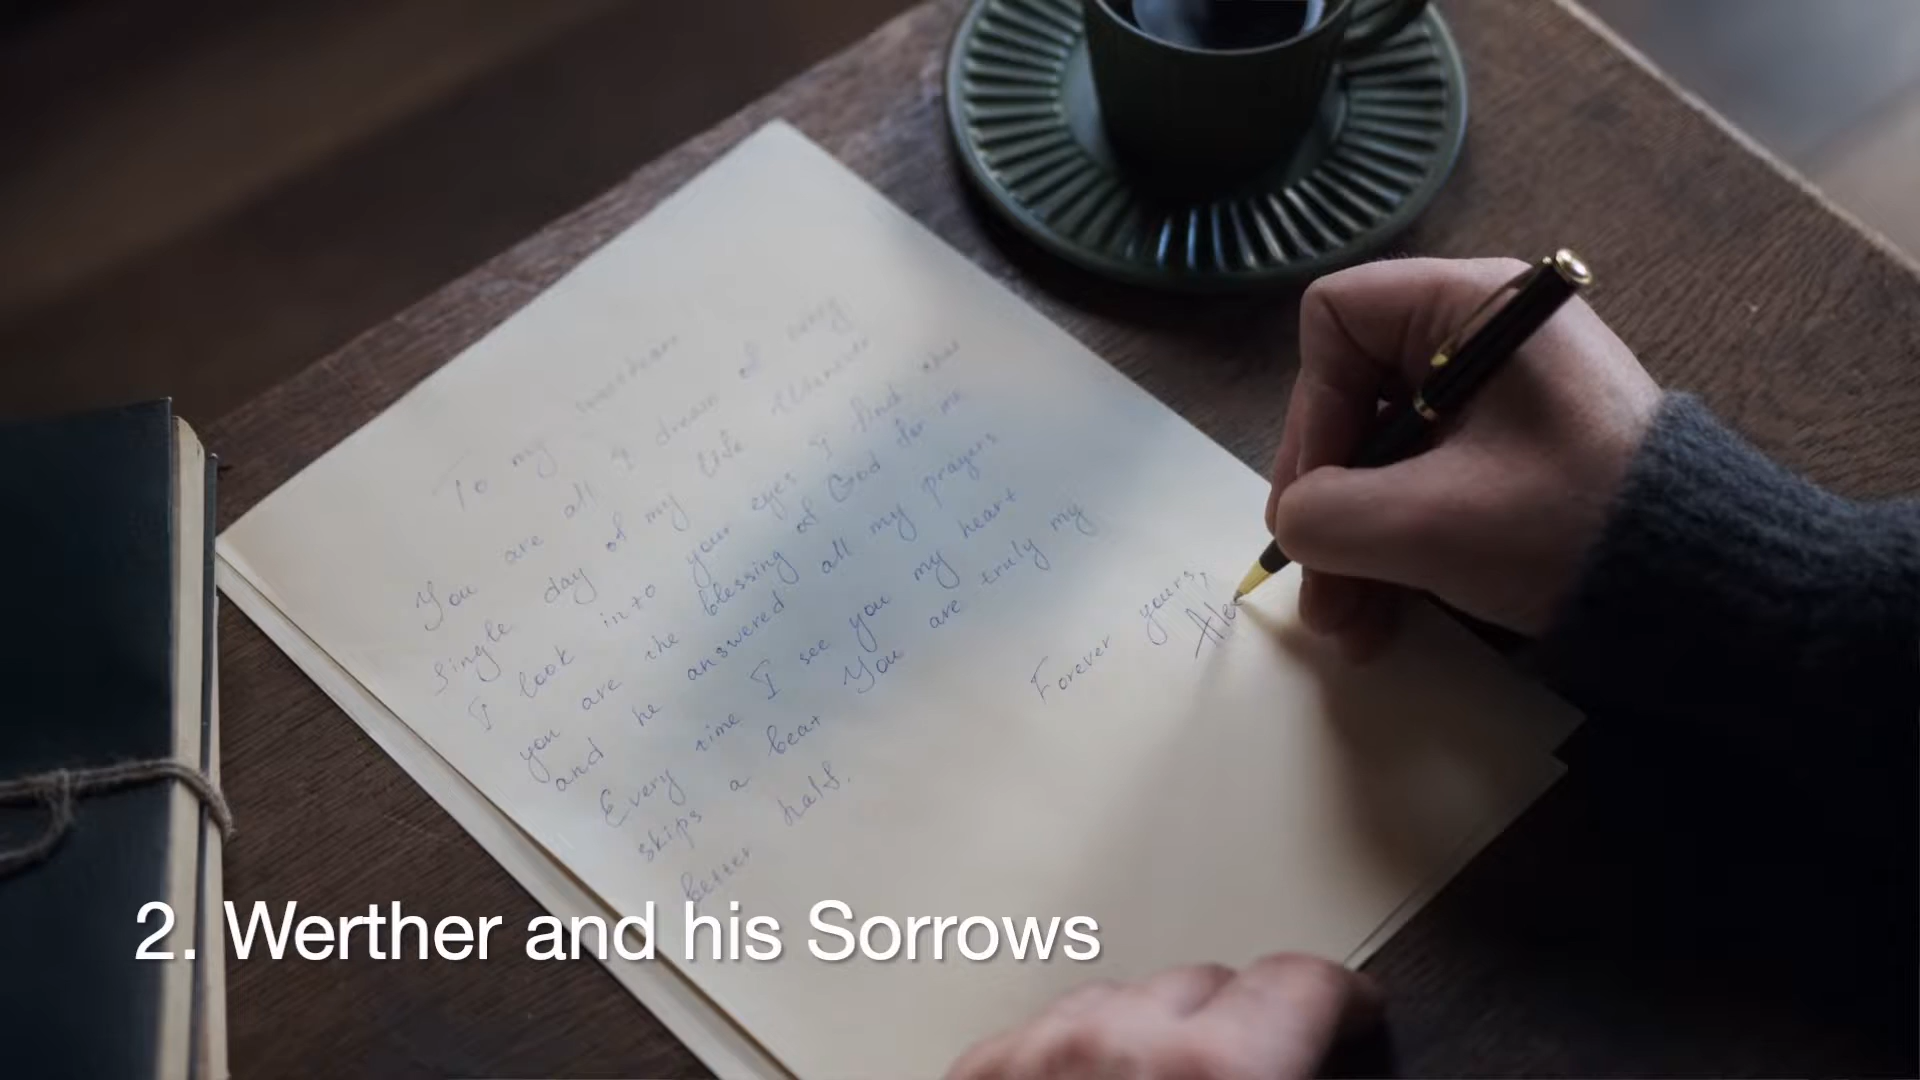 To my
You are all I dream of every
single day of my life
I look into your eyes I find that
you are the blessing of God for me
and he answered all my prayers
Every time I see you my heart
skips a beat You are truly my
better half.
Forever yours,
Alex
2. Werther and his Sorrows